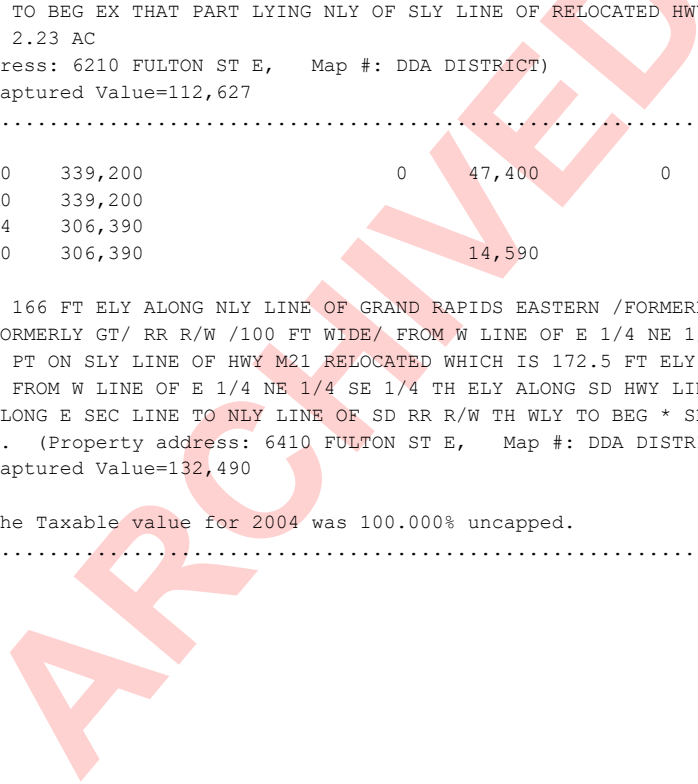 TO BEG EX THAT PART LYING NLY OF SLY LINE OF RELOCATED
2.23 AC
ress: 6210 FULTON ST E, Map #: DDA DISTRICT)
aptured Value=112,627
..........................................................
0 339,200 0 47,400 0
0 339,200
4 306,390
0 306,390 14,590
166 FT ELY ALONG NLY LINE OF GRAND RAPIDS EASTERN
ORMERLY GT/ RR R/W /100 FT WIDE/ FROM W LINE OF E 1/4 NE 1
PT ON SLY LINE OF HWY M21 RELOCATED WHICH IS 172.5 FT ELY
FROM W LINE OF E 1/4 NE 1/4 SE 1/4 TH ELY ALONG SD HWY
LONG E SEC LINE TO NLY LINE OF SD RR R/W TH WLY TO BEG *
. (Property address: 6410 FULTON ST E, Map #: DDA DISTR
aptured Value=132,490
he Taxable value for 2004 was 100.000% uncapped.
..........................................................
ARCHIVED